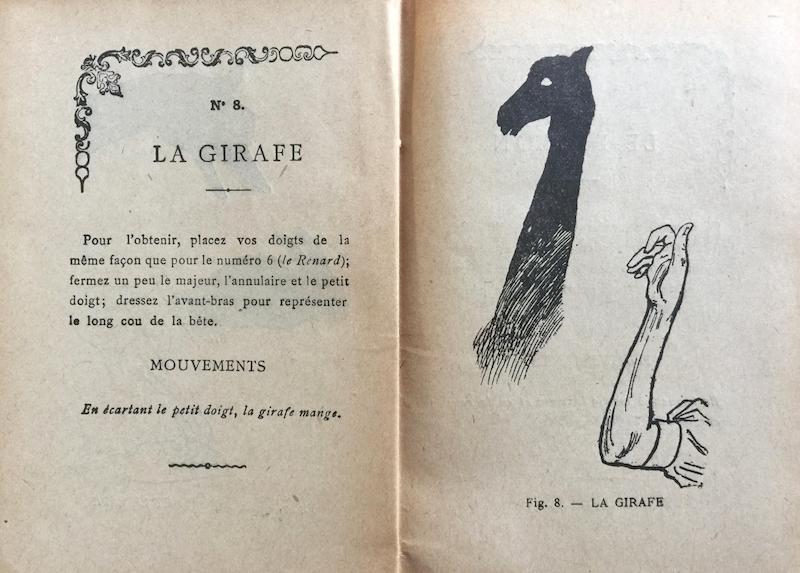 N° 8.
LA GIRAFE
Pour l'obtenir, placez vos doigts de la
même façon que pour le numéro 6 (le Renard);
fermez un peu le majeur, l'annulaire et le petit
doigt; dressez l'avant-bras pour représenter
le long cou de la bête.
MOUVEMENTS
En écartant le petit doigt, la girafe mange.
Fig. 8. — LA GIRAFE